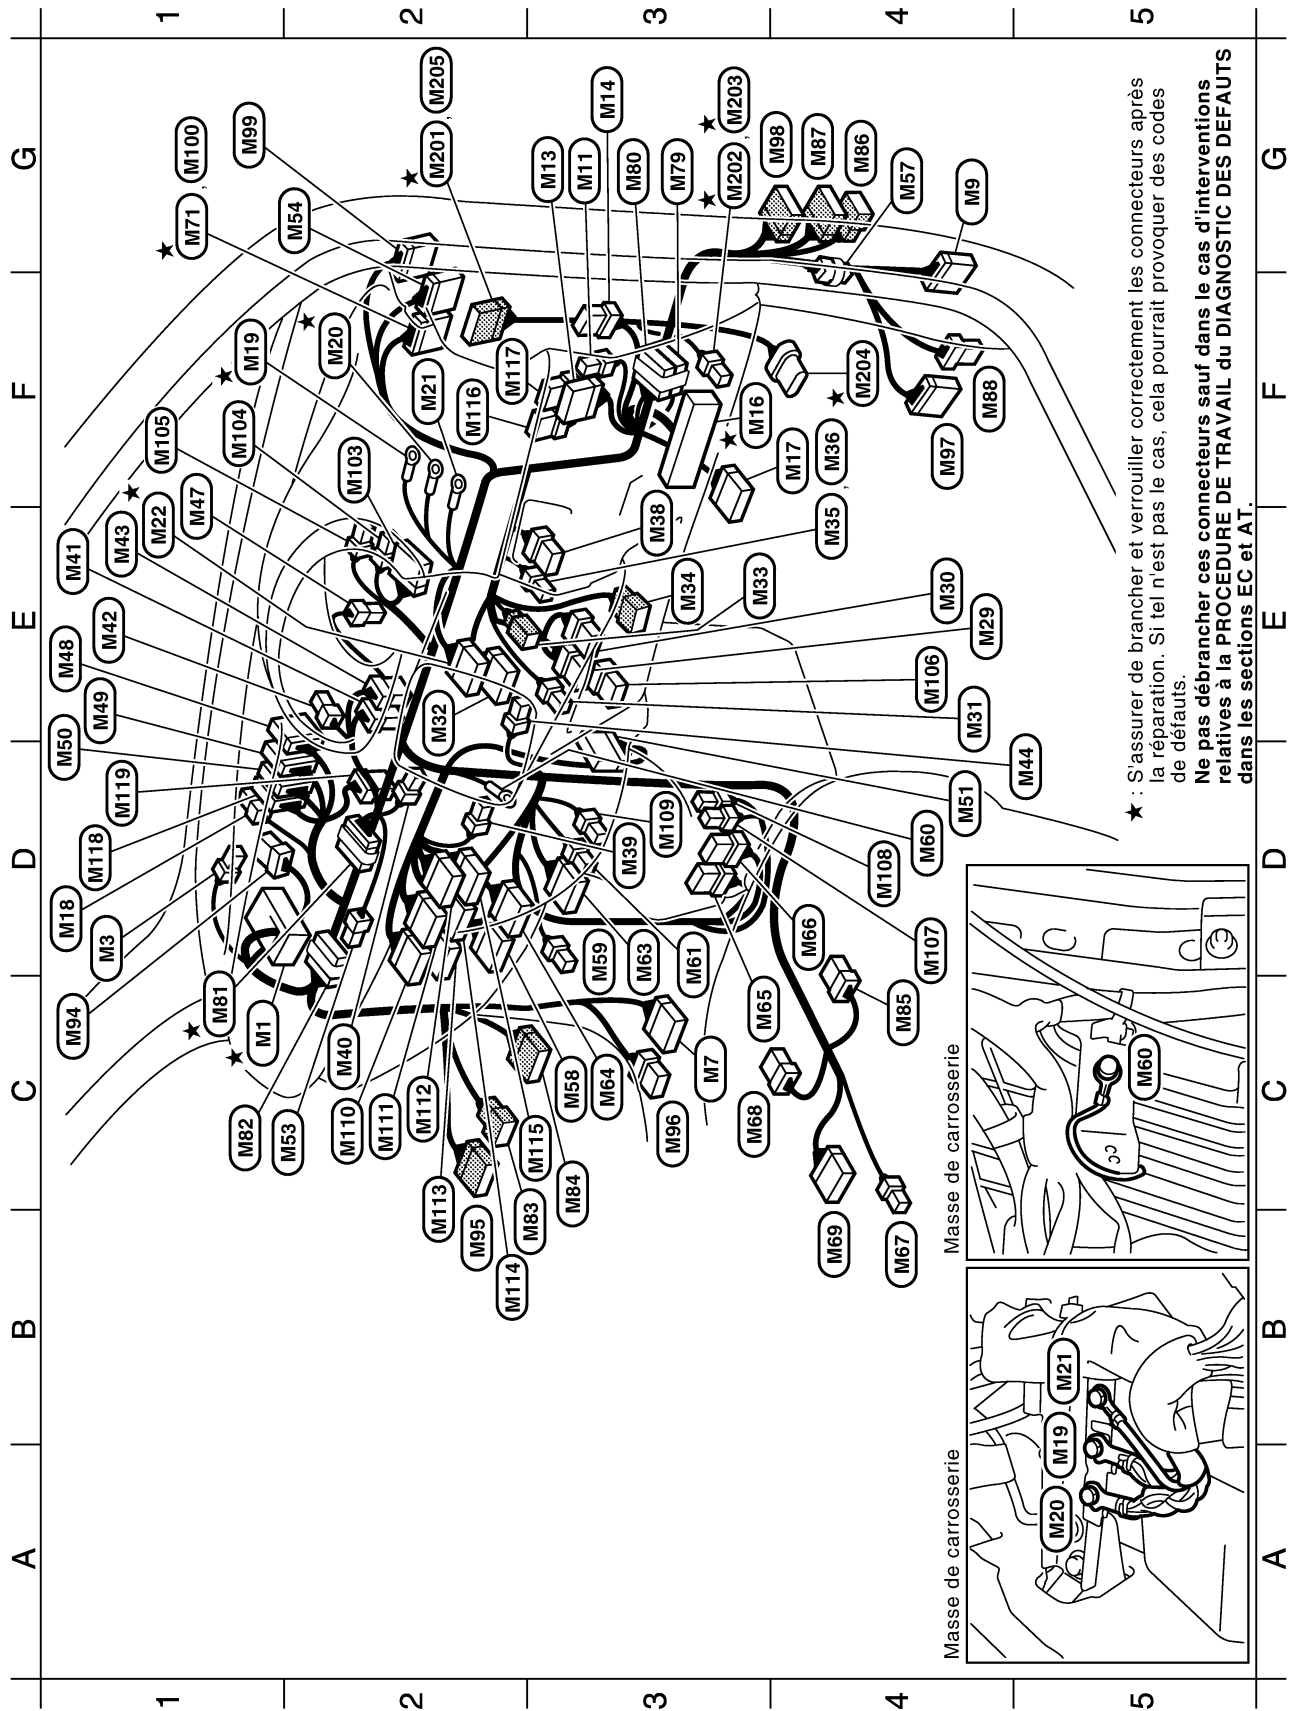 A
B
C
D
E
F
G
1
M41
M43
M22 ★
M47
M105
M104
M19 ★
M71 ★, M100
M99
M48
M42
M49
M50
M119
M118
M18
M3
M94
M81 ★
M1 ★
M82
M53
M40
M110
M111
M112
M113
M95
M114
M83
M84
M115
M58
M64
M96
M7
M54
M20 ★
M103
M21
M116
M117
M201 ★, M205
M13
M11
M14
M80
M79
M202 ★, M203 ★
M98
M87
M86
M57
M9
2
M32
M38
M16 ★
M17
M35, M36
M204 ★
M97
M88
M34
M33
M30
M29
M106
M31
M44
M51
M60
M108
M107
M109
M39
M59
M63
M61
M66
M65
M85
M68
M69
M67
3
4
5
Masse de carrosserie
M20
M19
M21
Masse de carrosserie
M60
★ : S'assurer de brancher et verrouiller correctement les connecteurs après
la réparation. Si tel n'est pas le cas, cela pourrait provoquer des codes
de défauts.
Ne pas débrancher ces connecteurs sauf dans le cas d'interventions
relatives à la PROCEDURE DE TRAVAIL du DIAGNOSTIC DES DEFAUTS
dans les sections EC et AT.
1
2
3
4
5
A
B
C
D
E
F
G